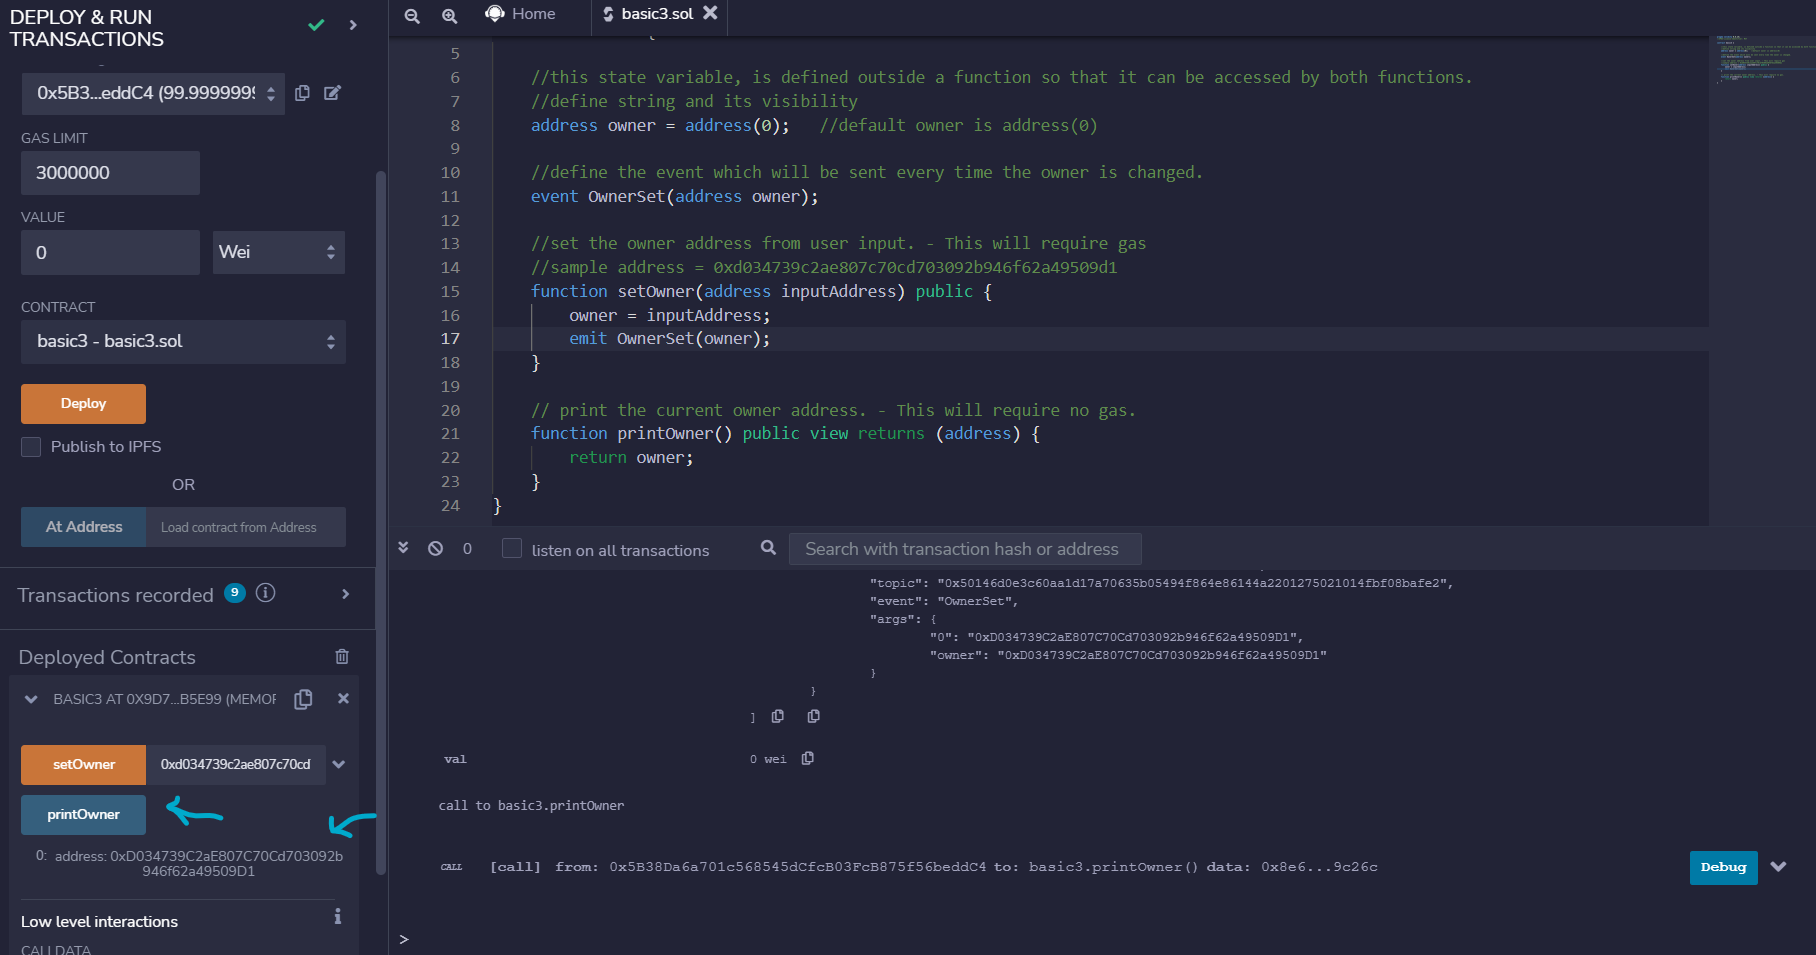 DEPLOY & RUN
TRANSACTIONS
0x5B3...eddC4 (99.9999999
GAS LIMIT
3000000
VALUE
0
Wei
CONTRACT
basic3 - basic3.sol
Deploy
Publish to IPFS
OR
At Address
Load contract from Address
Transactions recorded 9
Deployed Contracts
BASIC3 AT 0X9D7...B5E99 (MEMOR
setOwner
0xd034739c2ae807c70cd
printOwner
0: address: 0xD034739C2aE807C70Cd703092b
946f62a49509D1
Low level interactions
CALLDATA
Home
basic3.sol
5
6 //this state variable, is defined outside a function so that it can be accessed by both functions.
7 //define string and its visibility
8 address owner = address(0); //default owner is address(0)
9
10 //define the event which will be sent every time the owner is changed.
11 event OwnerSet(address owner);
12
13 //set the owner address from user input. - This will require gas
14 //sample address = 0xd034739c2ae807c70cd703092b946f62a49509d1
15 function setOwner(address inputAddress) public {
16 owner = inputAddress;
17 emit OwnerSet(owner);
18 }
19
20 // print the current owner address. - This will require no gas.
21 function printOwner() public view returns (address) {
22 return owner;
23 }
24 }
0
listen on all transactions
Search with transaction hash or address
"topic": "0x50146d0e3c60aa1d17a70635b05494f864e86144a2201275021014fbf08bafe2",
"event": "OwnerSet",
"args": {
"0": "0xD034739C2aE807C70Cd703092b946f62a49509D1",
"owner": "0xD034739C2aE807C70Cd703092b946f62a49509D1"
}
}
]
val 0 wei
call to basic3.printOwner
CALL [call] from: 0x5B38Da6a701c568545dCfcB03FcB875f56beddC4 to: basic3.printOwner() data: 0x8e6...9c26c
Debug
>